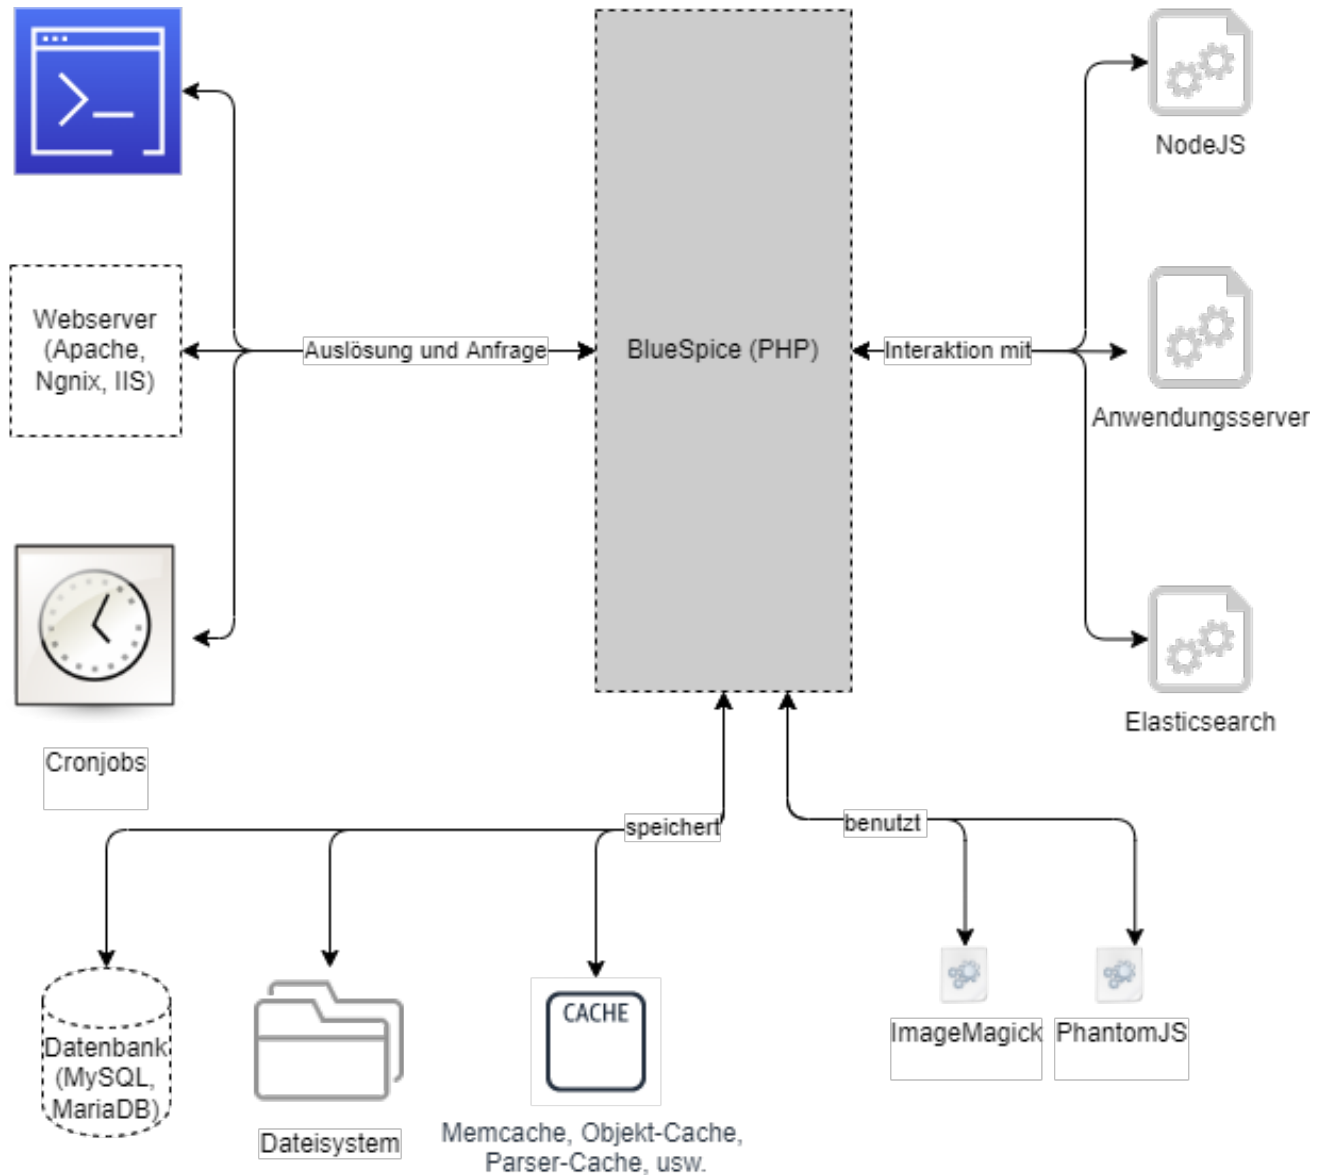 NodeJS
Webserver
(Apache,
Ngnix, IIS)
Auslösung und Anfrage
BlueSpice (PHP)
Interaktion mit
Anwendungsserver
Cronjobs
Elasticsearch
speichert
benutzt
Datenbank
(MySQL,
MariaDB)
Dateisystem
CACHE
Memcache, Objekt-Cache,
Parser-Cache, usw.
ImageMagick
PhantomJS